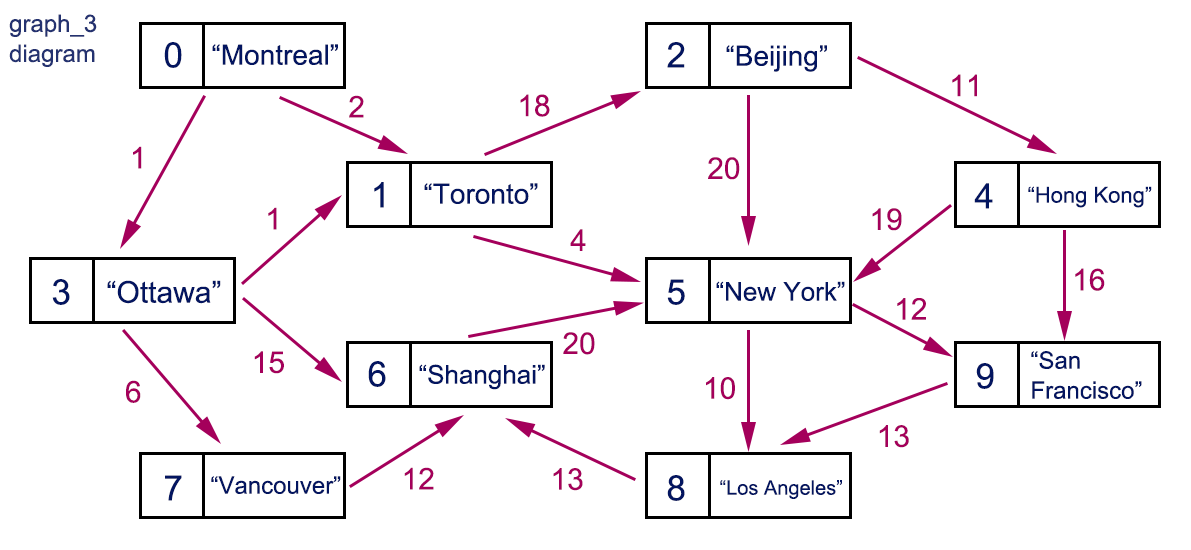 graph_3
diagram
0 “Montreal”
2 “Beijing”
2
18
11
1
1 “Toronto”
20
4 “Hong Kong”
1
4
19
3 “Ottawa”
5 “New York”
16
12
15
20
6 “Shanghai”
9 “San
Francisco”
6
10
13
7 “Vancouver”
12
13
8 “Los Angeles”